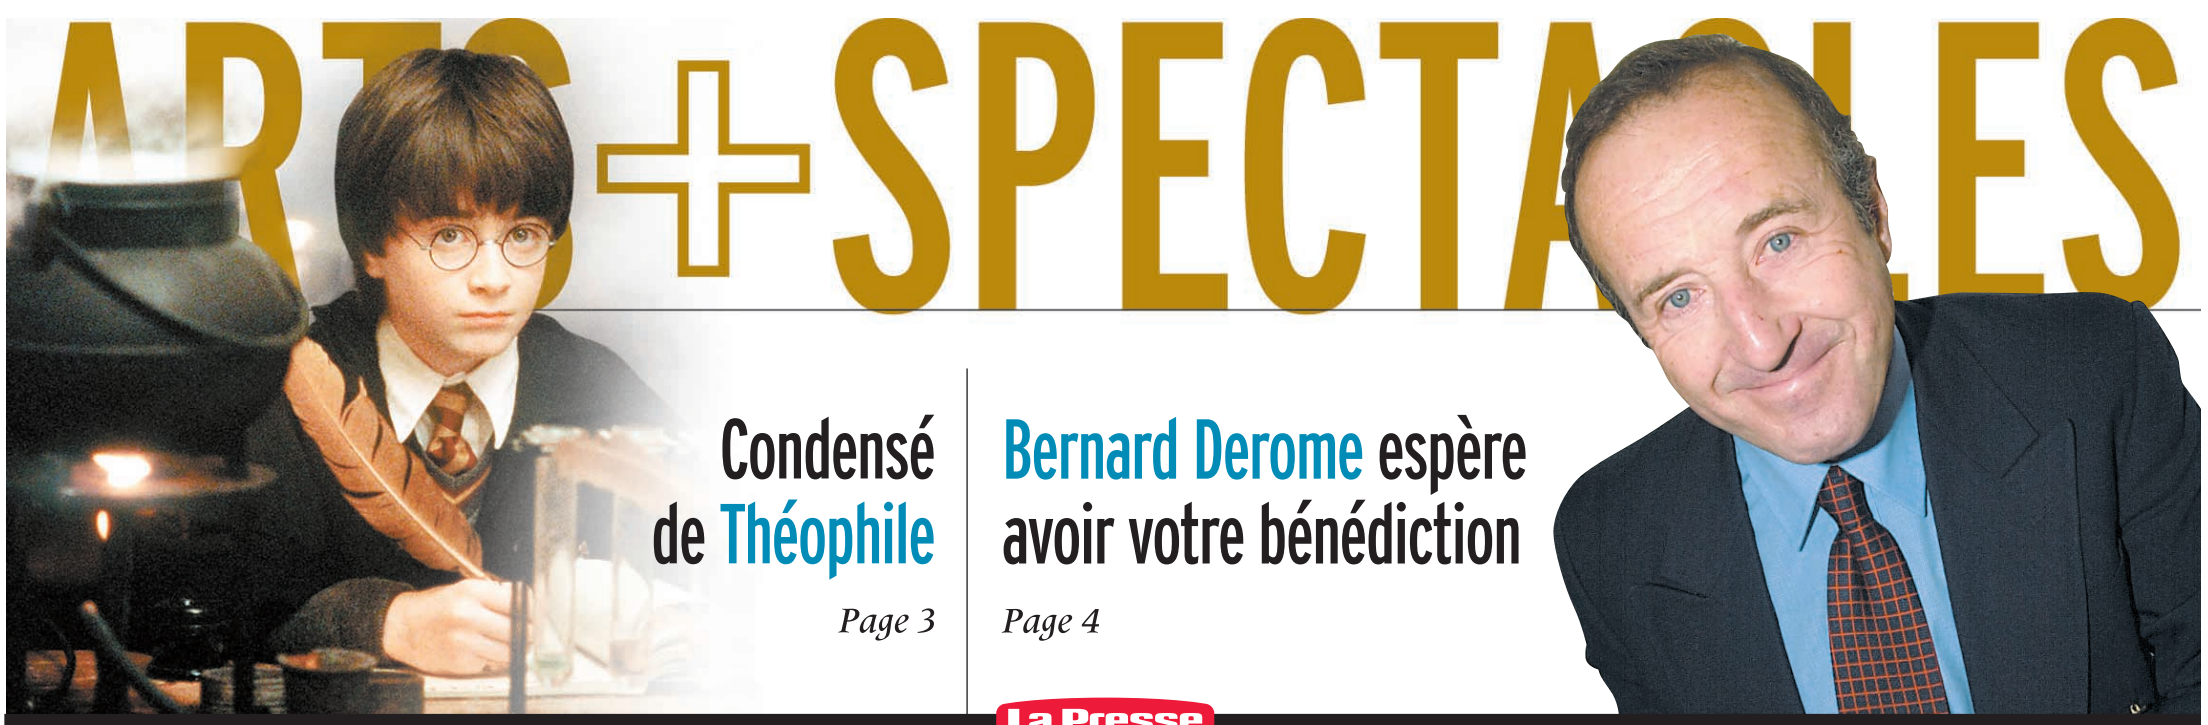 ARTS + SPECTACLES
Condensé
de Théophile
Page 3
Bernard Derome espère
avoir votre bénédiction
Page 4
La Presse